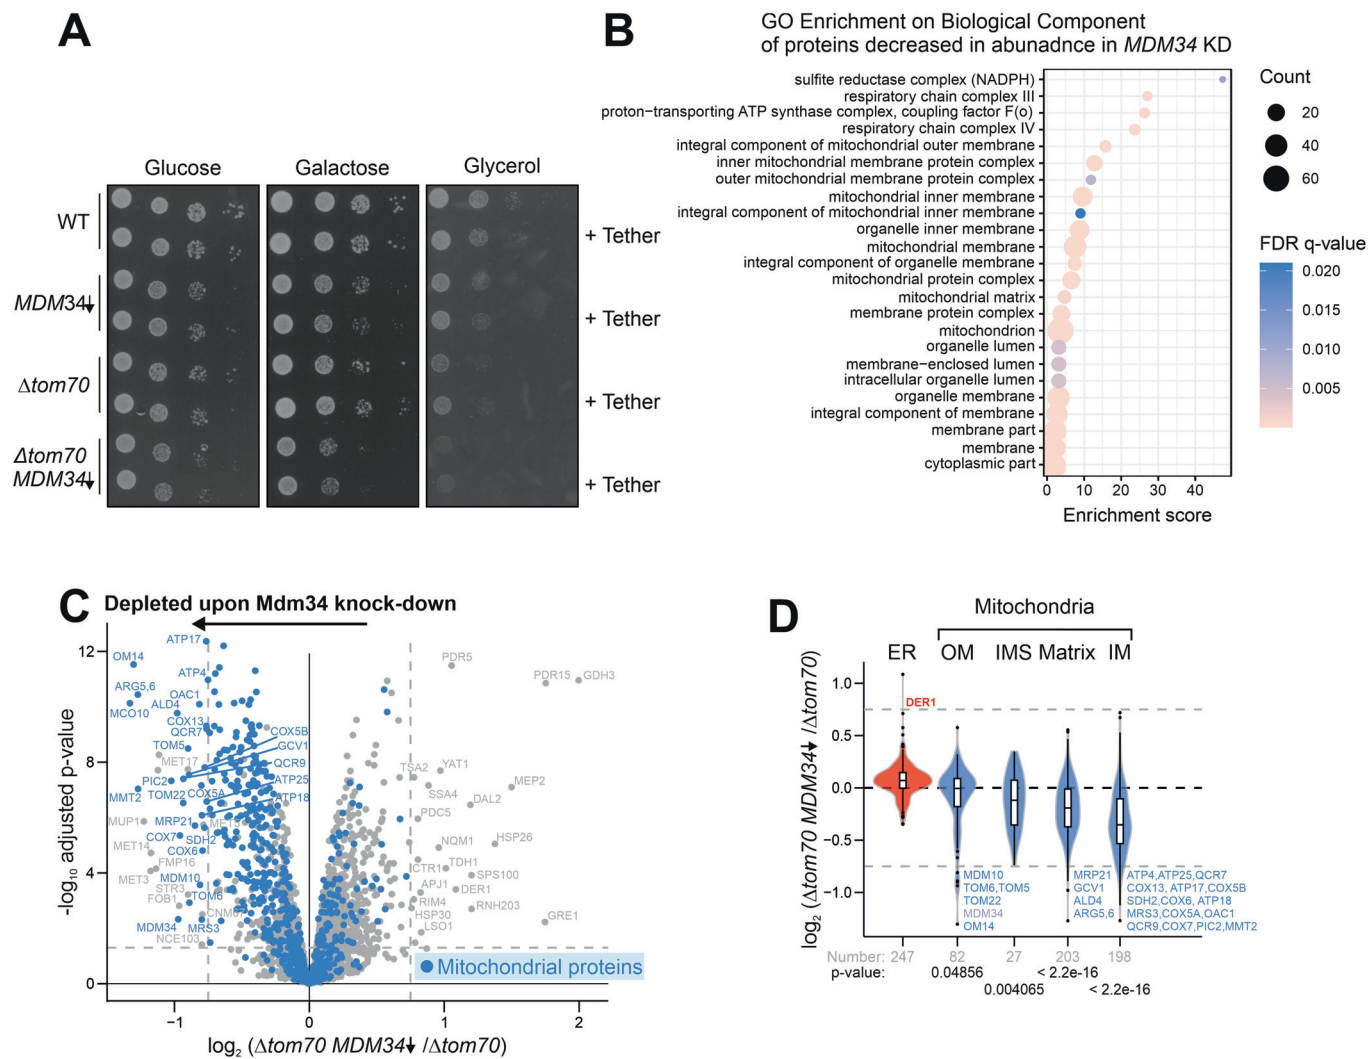 A
Glucose
Galactose
Glycerol
WT
+ Tether
MDM34
+ Tether
Δtom70
+ Tether
Δtom70
MDM34
+ Tether
B
GO Enrichment on Biological Component
of proteins decreased in abunadnce in MDM34 KD
sulfite reductase complex (NADPH)
respiratory chain complex III
proton−transporting ATP synthase complex, coupling factor F(o)
respiratory chain complex IV
integral component of mitochondrial outer membrane
inner mitochondrial membrane protein complex
outer mitochondrial membrane protein complex
mitochondrial inner membrane
integral component of mitochondrial inner membrane
organelle inner membrane
mitochondrial membrane
integral component of organelle membrane
mitochondrial protein complex
mitochondrial matrix
membrane protein complex
mitochondrion
organelle lumen
membrane−enclosed lumen
intracellular organelle lumen
organelle membrane
integral component of membrane
membrane part
membrane
cytoplasmic part
0 10 20 30 40
Enrichment score
Count
20
40
60
FDR q-value
0.020
0.015
0.010
0.005
C
Depleted upon Mdm34 knock-down
-log10 adjusted p-value
12
8
4
0
−1 0 1 2
log2 (Δtom70 MDM34 /Δtom70)
ATP17
OM14
ATP4
ARG5,6
OAC1
MCO10
ALD4
COX13
QCR7
COX5B
TOM5
GCV1
MET17
QCR9
PIC2
ATP25
MMT2
TOM22
COX5A
ATP18
MUP1
MRP21
COX7
SDH2
MET14
COX6
FMP16
MET3
MDM10
STR3
FOB1
TOM6
MDM34
MRS3
NCE103
PDR5
PDR15
GDH3
TSA2
YAT1
SSA4
MEP2
DAL2
PDC5
NQM1
HSP26
CTR1
TDH1
SPS100
APJ1
DER1
RIM4
RNH203
HSP30
GRE1
LSO1
Mitochondrial proteins
D
Mitochondria
ER OM IMS Matrix IM
log2 (Δtom70 MDM34 /Δtom70)
1.0
0.5
0.0
−0.5
−1.0
DER1
MDM10
TOM6,TOM5
TOM22
MDM34
OM14
MRP21
GCV1
ALD4
ARG5,6
ATP4,ATP25,QCR7
COX13, ATP17,COX5B
SDH2,COX6, ATP18
MRS3,COX5A,OAC1
QCR9,COX7,PIC2,MMT2
Number: 247 82 27 203 198
p-value: 0.04856 < 2.2e-16
0.004065 < 2.2e-16